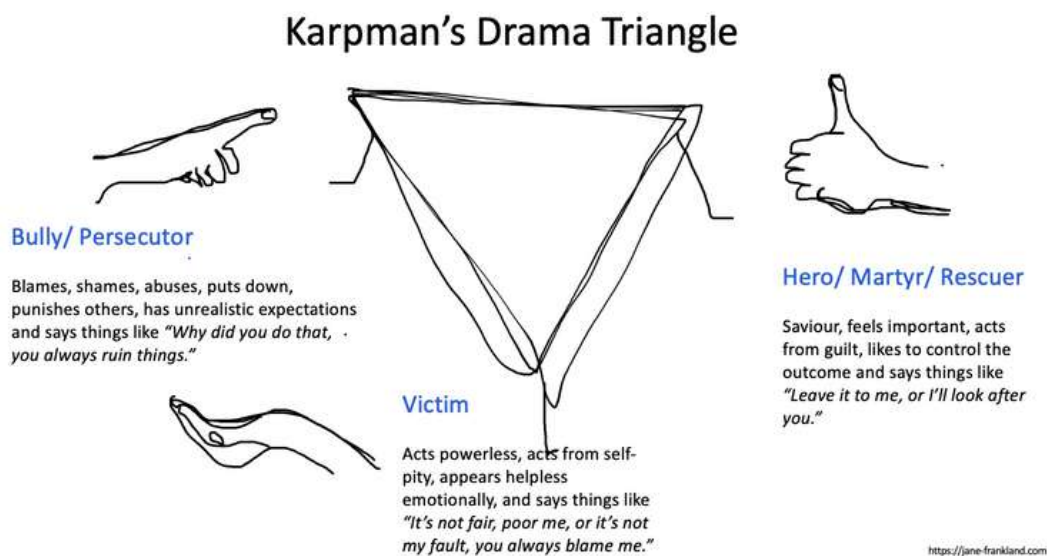 Karpman's Drama Triangle
Bully/ Persecutor
Blames, shames, abuses, puts down,
punishes others, has unrealistic expectations
and says things like “Why did you do that,
you always ruin things.”
Hero/ Martyr/ Rescuer
Saviour, feels important, acts
from guilt, likes to control the
outcome and says things like
“Leave it to me, or I’ll look after
you.”
Victim
Acts powerless, acts from self-
pity, appears helpless
emotionally, and says things like
“It’s not fair, poor me, or it’s not
my fault, you always blame me.”
https://jane-frankland.com